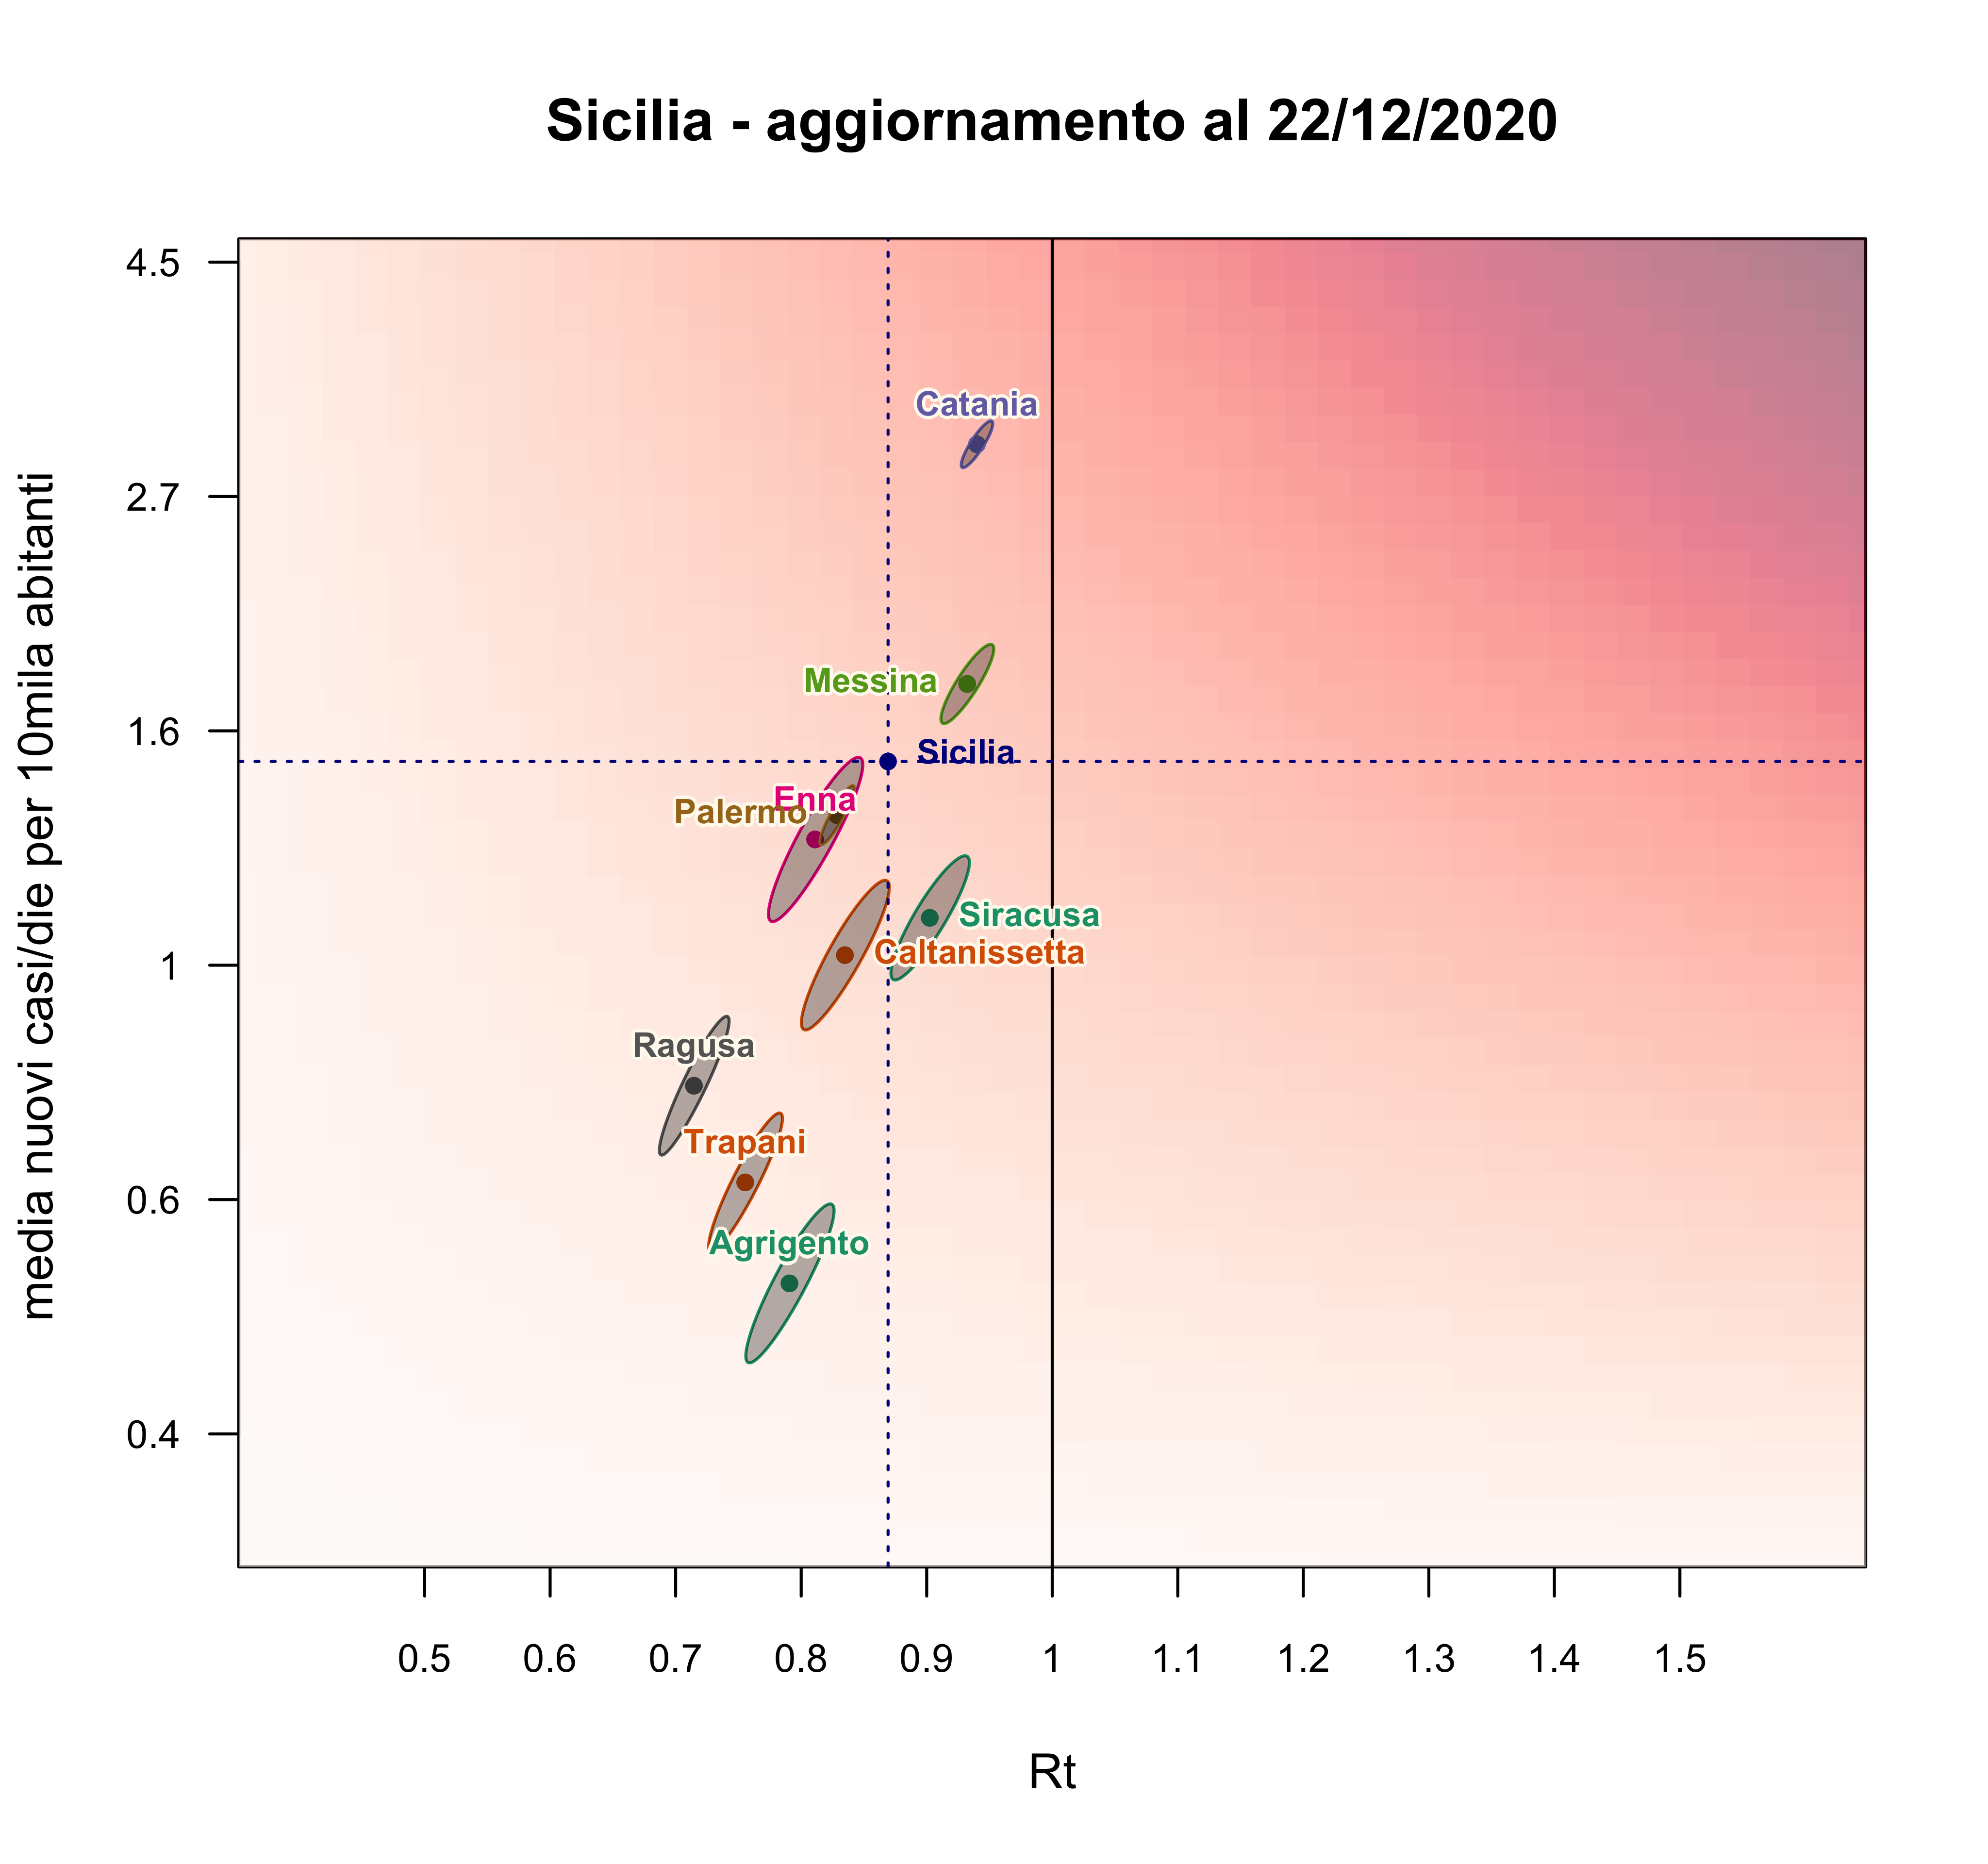 Sicilia - aggiornamento al 22/12/2020
media nuovi casi/die per 10mila abitanti
4.5
2.7
1.6
1
0.6
0.4
Catania
Messina
Sicilia
Enna
Palermo
Siracusa
Caltanissetta
Ragusa
Trapani
Agrigento
0.5 0.6 0.7 0.8 0.9 1 1.1 1.2 1.3 1.4 1.5
Rt